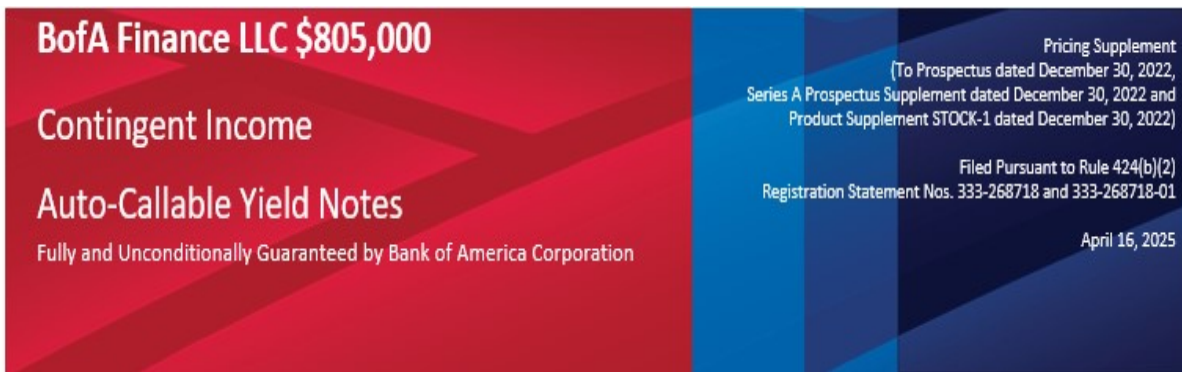 BofA Finance LLC $805,000
Contingent Income
Auto-Callable Yield Notes
Fully and Unconditionally Guaranteed by Bank of America Corporation
Pricing Supplement
(To Prospectus dated December 30, 2022,
Series A Prospectus Supplement dated December 30, 2022 and
Product Supplement STOCK-1 dated December 30, 2022)
Filed Pursuant to Rule 424(b)(2)
Registration Statement Nos. 333-268718 and 333-268718-01
April 16, 2025